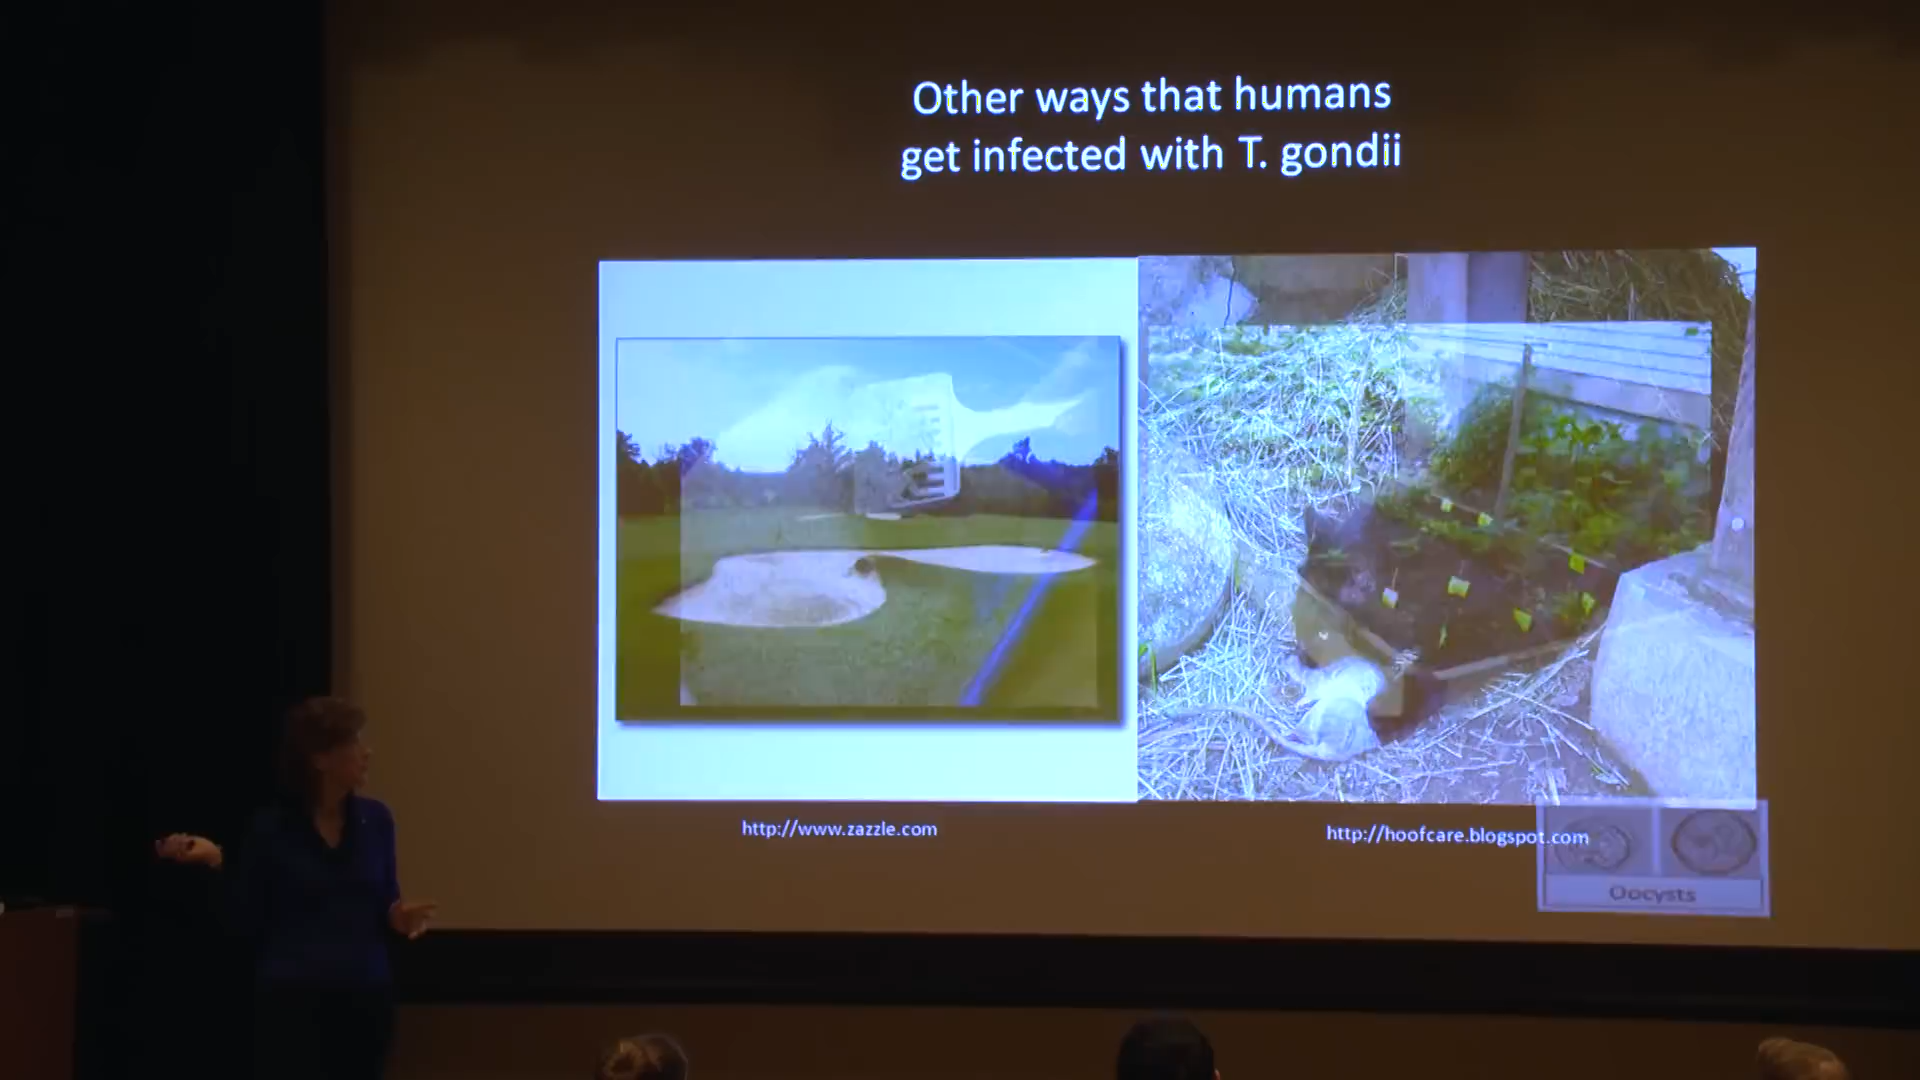 Other ways that humans
get infected with T. gondii
http://www.zazzle.com
http://hoofcare.blogspot.com
Oocysts